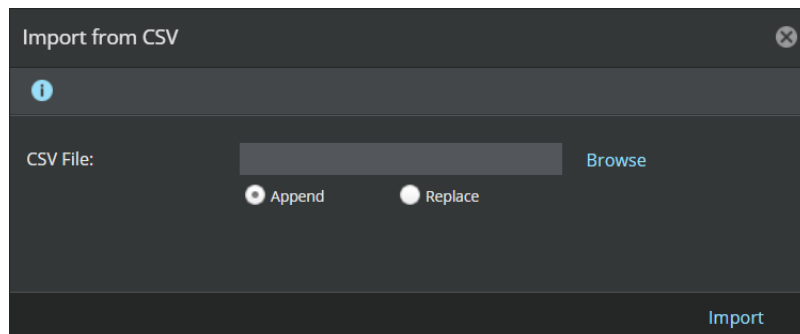 Import from CSV
i
CSV File:
Browse
Append Replace
Import